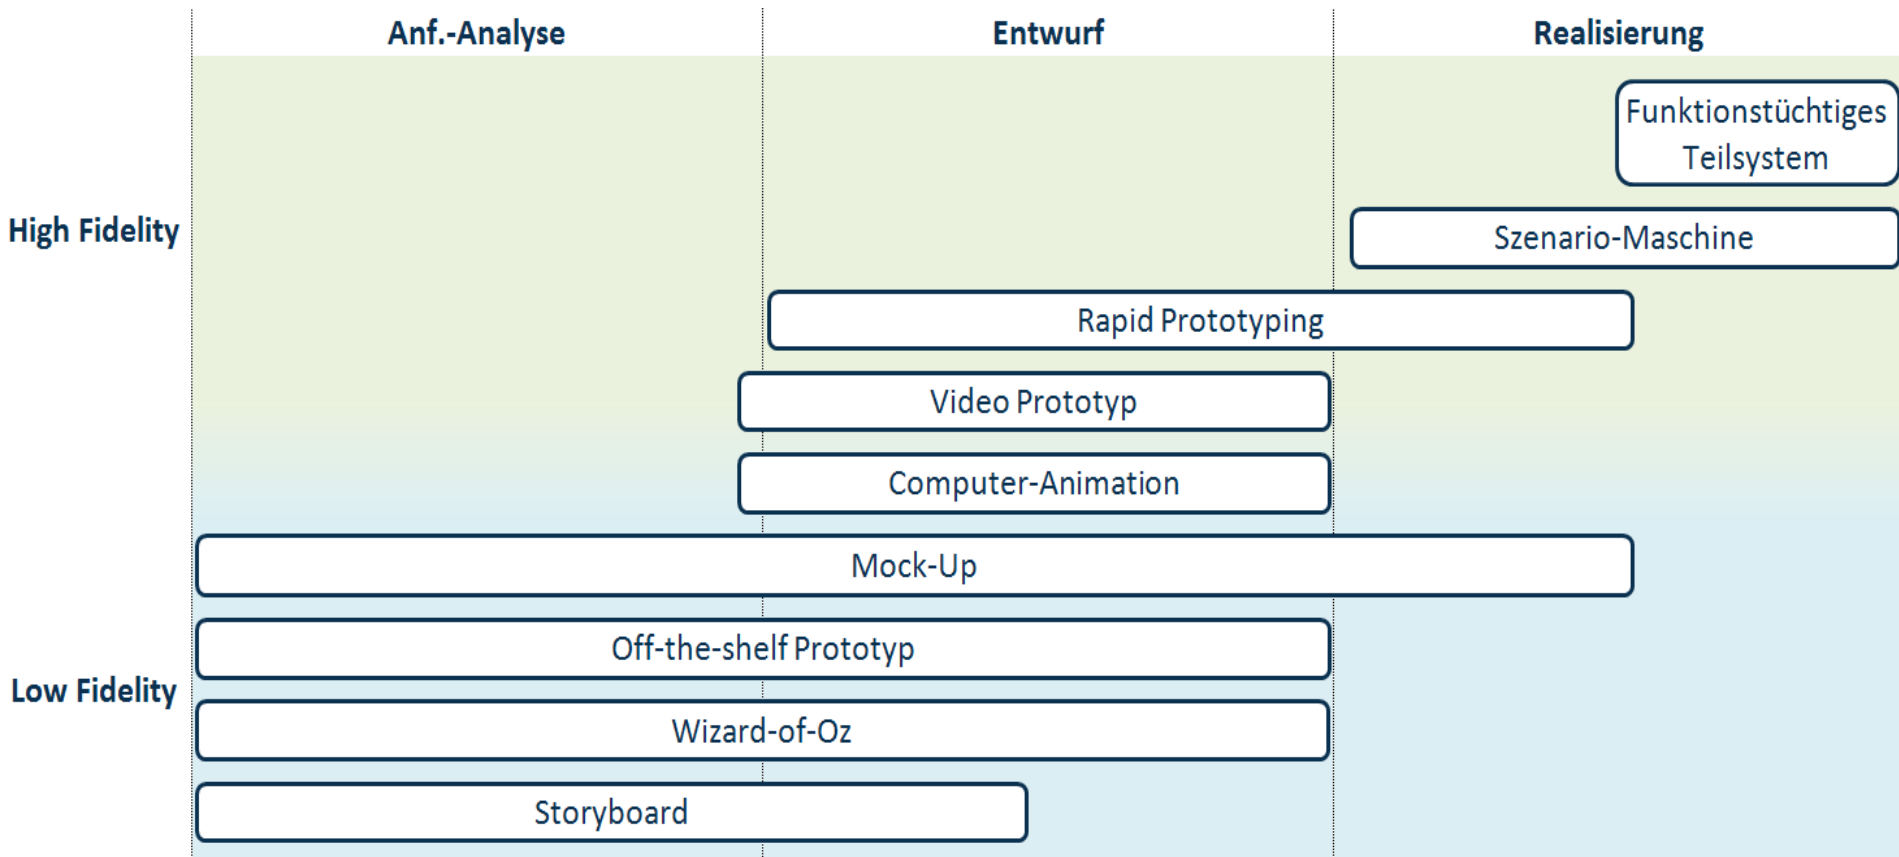 Anf.-Analyse
Entwurf
Realisierung
Funktionstüchtiges
Teilsystem
High Fidelity
Szenario-Maschine
Rapid Prototyping
Video Prototyp
Computer-Animation
Mock-Up
Off-the-shelf Prototyp
Low Fidelity
Wizard-of-Oz
Storyboard